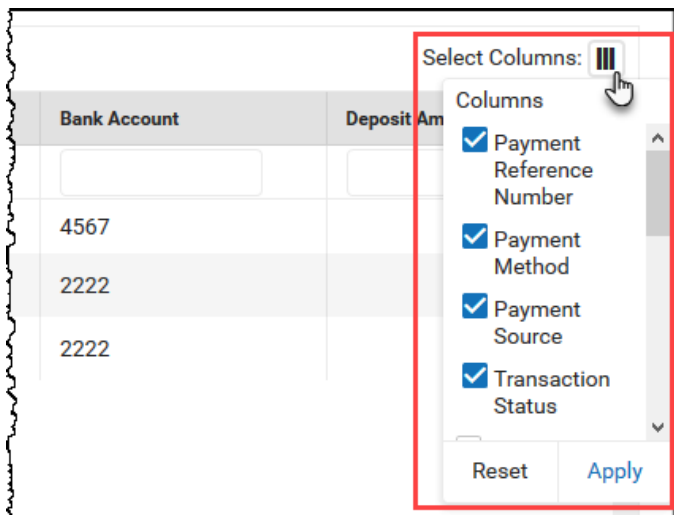 Select Columns:
Columns
Bank Account
Deposit Am
Payment
Reference
Number
4567
Payment
Method
2222
Payment
Source
2222
Transaction
Status
Reset
Apply